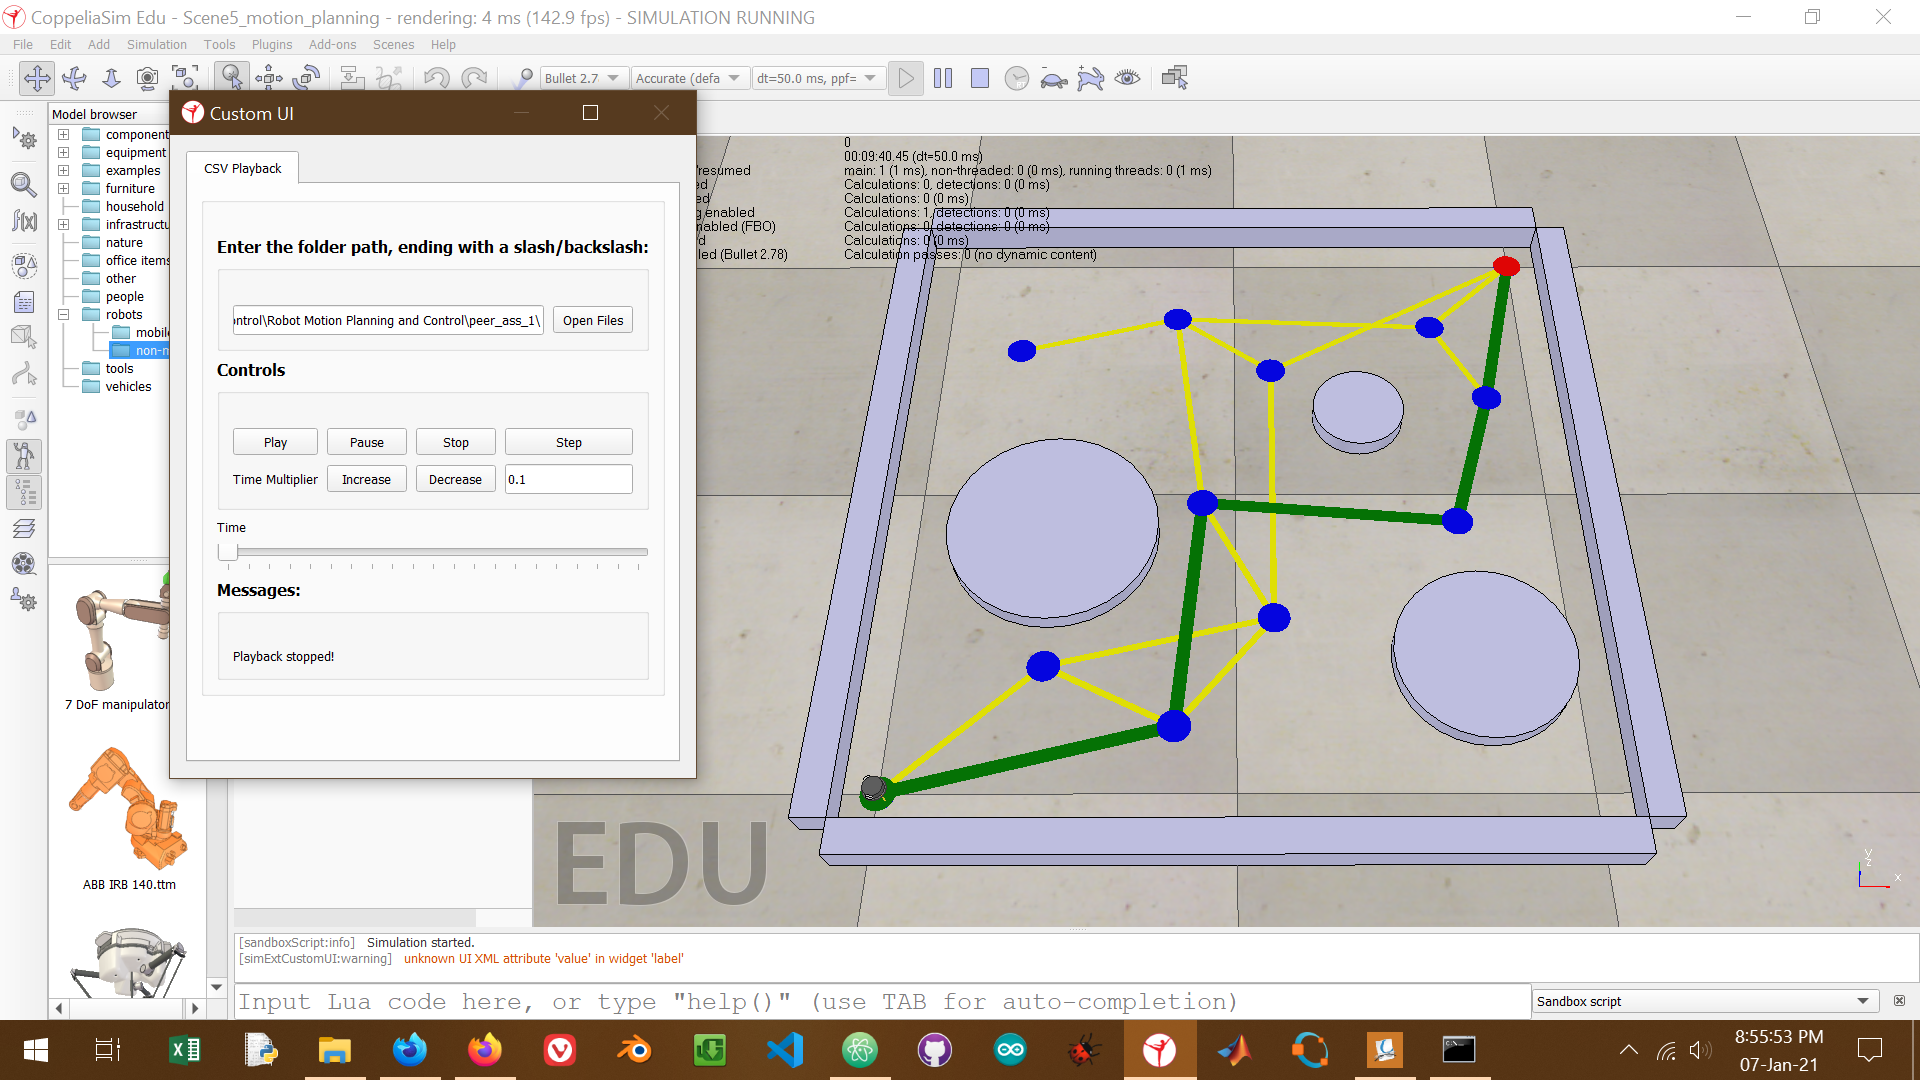 CoppeliaSim Edu - Scene5_motion_planning - rendering: 4 ms (142.9 fps) - SIMULATION RUNNING
File Edit Add Simulation Tools Plugins Add-ons Scenes Help
Bullet 2.7 Accurate (defa dt=50.0 ms, ppf=
Model browser
component
equipment
examples
furniture
household
infrastructu
nature
office items
other
people
robots
mobile
non-m
tools
vehicles
7 DoF manipulator
ABB IRB 140.ttm
Custom UI
CSV Playback
Enter the folder path, ending with a slash/backslash:
ontrol\Robot Motion Planning and Control\peer_ass_1\
Open Files
Controls
Play Pause Stop Step
Time Multiplier Increase Decrease 0.1
Time
Messages:
Playback stopped!
0
00:09:40.45 (dt=50.0 ms)
resumed main: 1 (1 ms), non-threaded: 0 (0 ms), running threads: 0 (1 ms)
Calculations: 0, detections: 0 (0 ms)
Calculations: 0 (0 ms)
enabled Calculations: 1, detections: 0 (0 ms)
nabled (FBO) Calculations: 0, detections: 0 (0 ms)
Calculations: 0 (0 ms)
led (Bullet 2.78) Calculation passes: 0 (no dynamic content)
EDU
y
z
x
[sandboxScript:info] Simulation started.
[simExtCustomUI:warning] unknown UI XML attribute 'value' in widget 'label'
Input Lua code here, or type "help()" (use TAB for auto-completion)
Sandbox script
8:55:53 PM
07-Jan-21